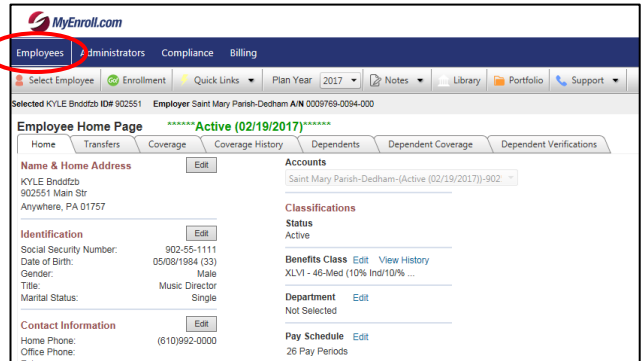 MyEnroll.com
Employees Administrators Compliance Billing
Select Employee Go! Enrollment Quick Links Plan Year 2017 Notes Library Portfolio Support
Selected KYLE Bnddfzb ID# 902551 Employer Saint Mary Parish-Dedham A/N 0009769-0094-000
Employee Home Page ******Active (02/19/2017)******
Home Transfers Coverage Coverage History Dependents Dependent Coverage Dependent Verifications
Name & Home Address Edit
KYLE Bnddfzb
902551 Main Str
Anywhere, PA 01757
Identification Edit
Social Security Number: 902-55-1111
Date of Birth: 05/08/1984 (33)
Gender: Male
Title: Music Director
Marital Status: Single
Contact Information Edit
Home Phone: (610)992-0000
Office Phone:
Accounts
Saint Mary Parish-Dedham-(Active (02/19/2017))-902
Classifications
Status
Active
Benefits Class Edit View History
XLVI - 46-Med (10% Ind/10/% ...
Department Edit
Not Selected
Pay Schedule Edit
26 Pay Periods